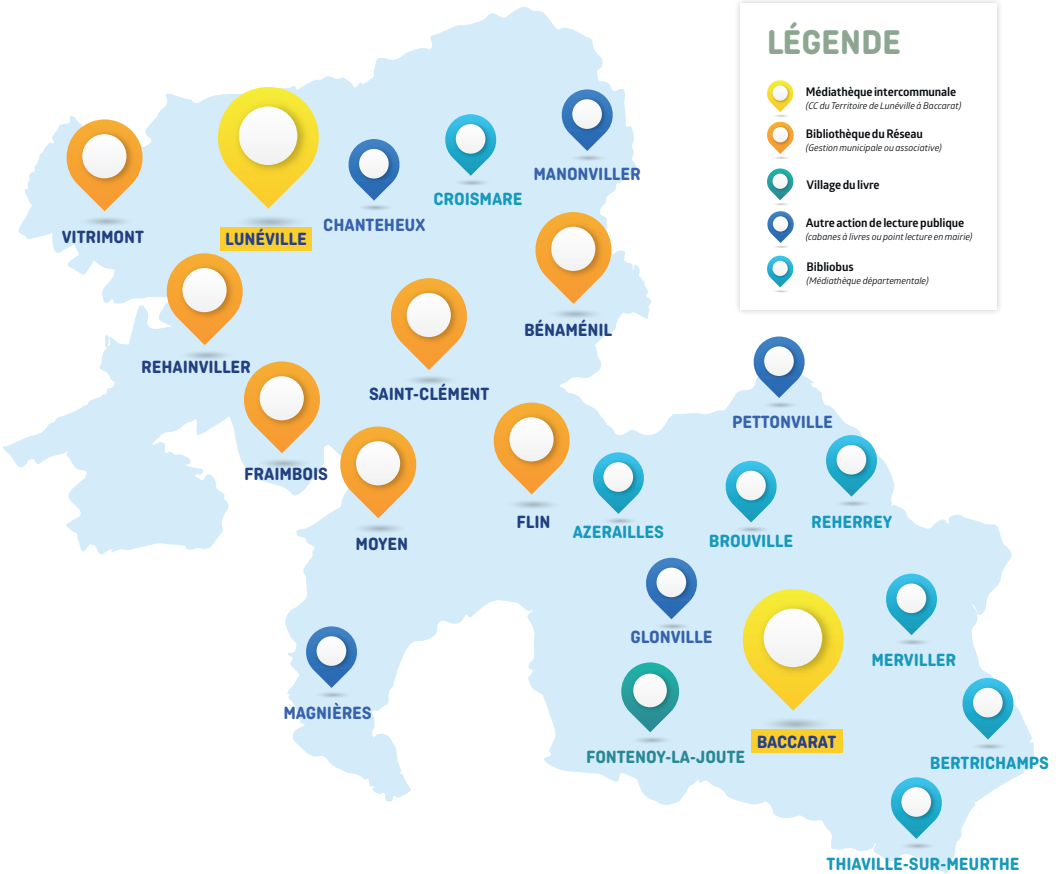 LÉGENDE
Médiathèque intercommunale
(CC du Territoire de Lunéville à Baccarat)
Bibliothèque du Réseau
(Gestion municipale ou associative)
Village du livre
Autre action de lecture publique
(cabanes à livres ou point lecture en mairie)
Bibliobus
(Médiathèque départementale)
MANONVILLER
CROISMARE
CHANTEHEUX
VITRIMONT
LUNÉVILLE
BÉNAMÉNIL
REHAINVILLER
SAINT-CLÉMENT
PETTONVILLE
FRAIMBOIS
FLIN
REHERREY
AZERAILLES
BROUVILLE
MOYEN
GLONVILLE
MERVILLER
MAGNIÈRES
BACCARAT
FONTENOY-LA-JOUTE
BERTRICHAMPS
THIAVILLE-SUR-MEURTHE